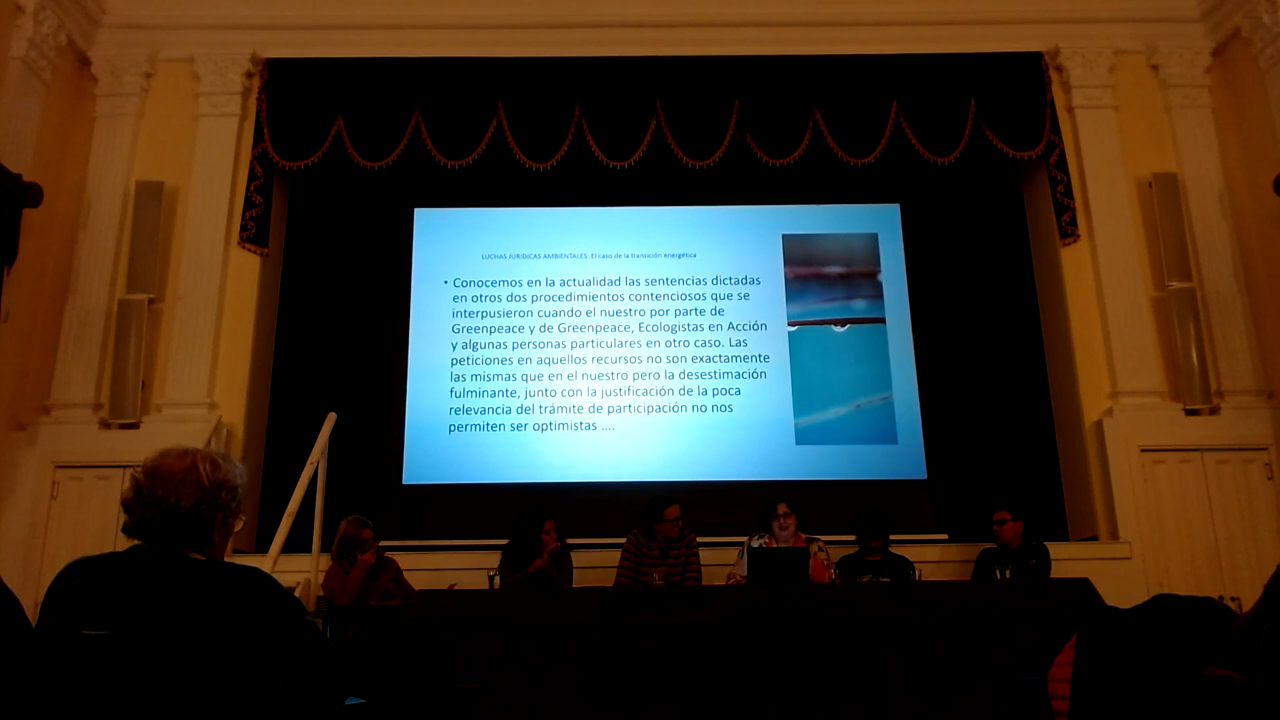 LUCHAS JURIDICAS AMBIENTALES: El caso de la transición energética
• Conocemos en la actualidad las sentencias dictadas
en otros dos procedimientos contenciosos que se
interpusieron cuando el nuestro por parte de
Greenpeace y de Greenpeace, Ecologistas en Acción
y algunas personas particulares en otro caso. Las
peticiones en aquellos recursos no son exactamente
las mismas que en el nuestro pero la desestimación
fulminante, junto con la justificación de la poca
relevancia del trámite de participación no nos
permiten ser optimistas ....